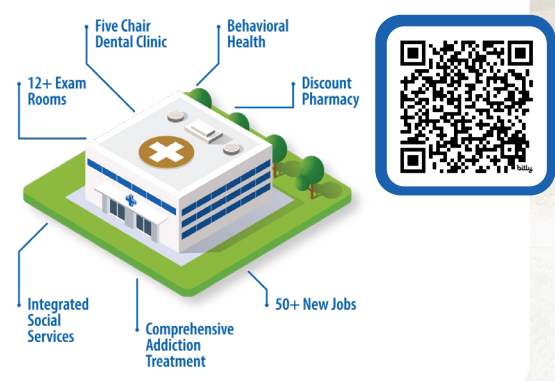 Five Chair
Dental Clinic
Behavioral
Health
12+ Exam
Rooms
Discount
Pharmacy
bitly
Integrated
Social
Services
Comprehensive
Addiction
Treatment
50+ New Jobs